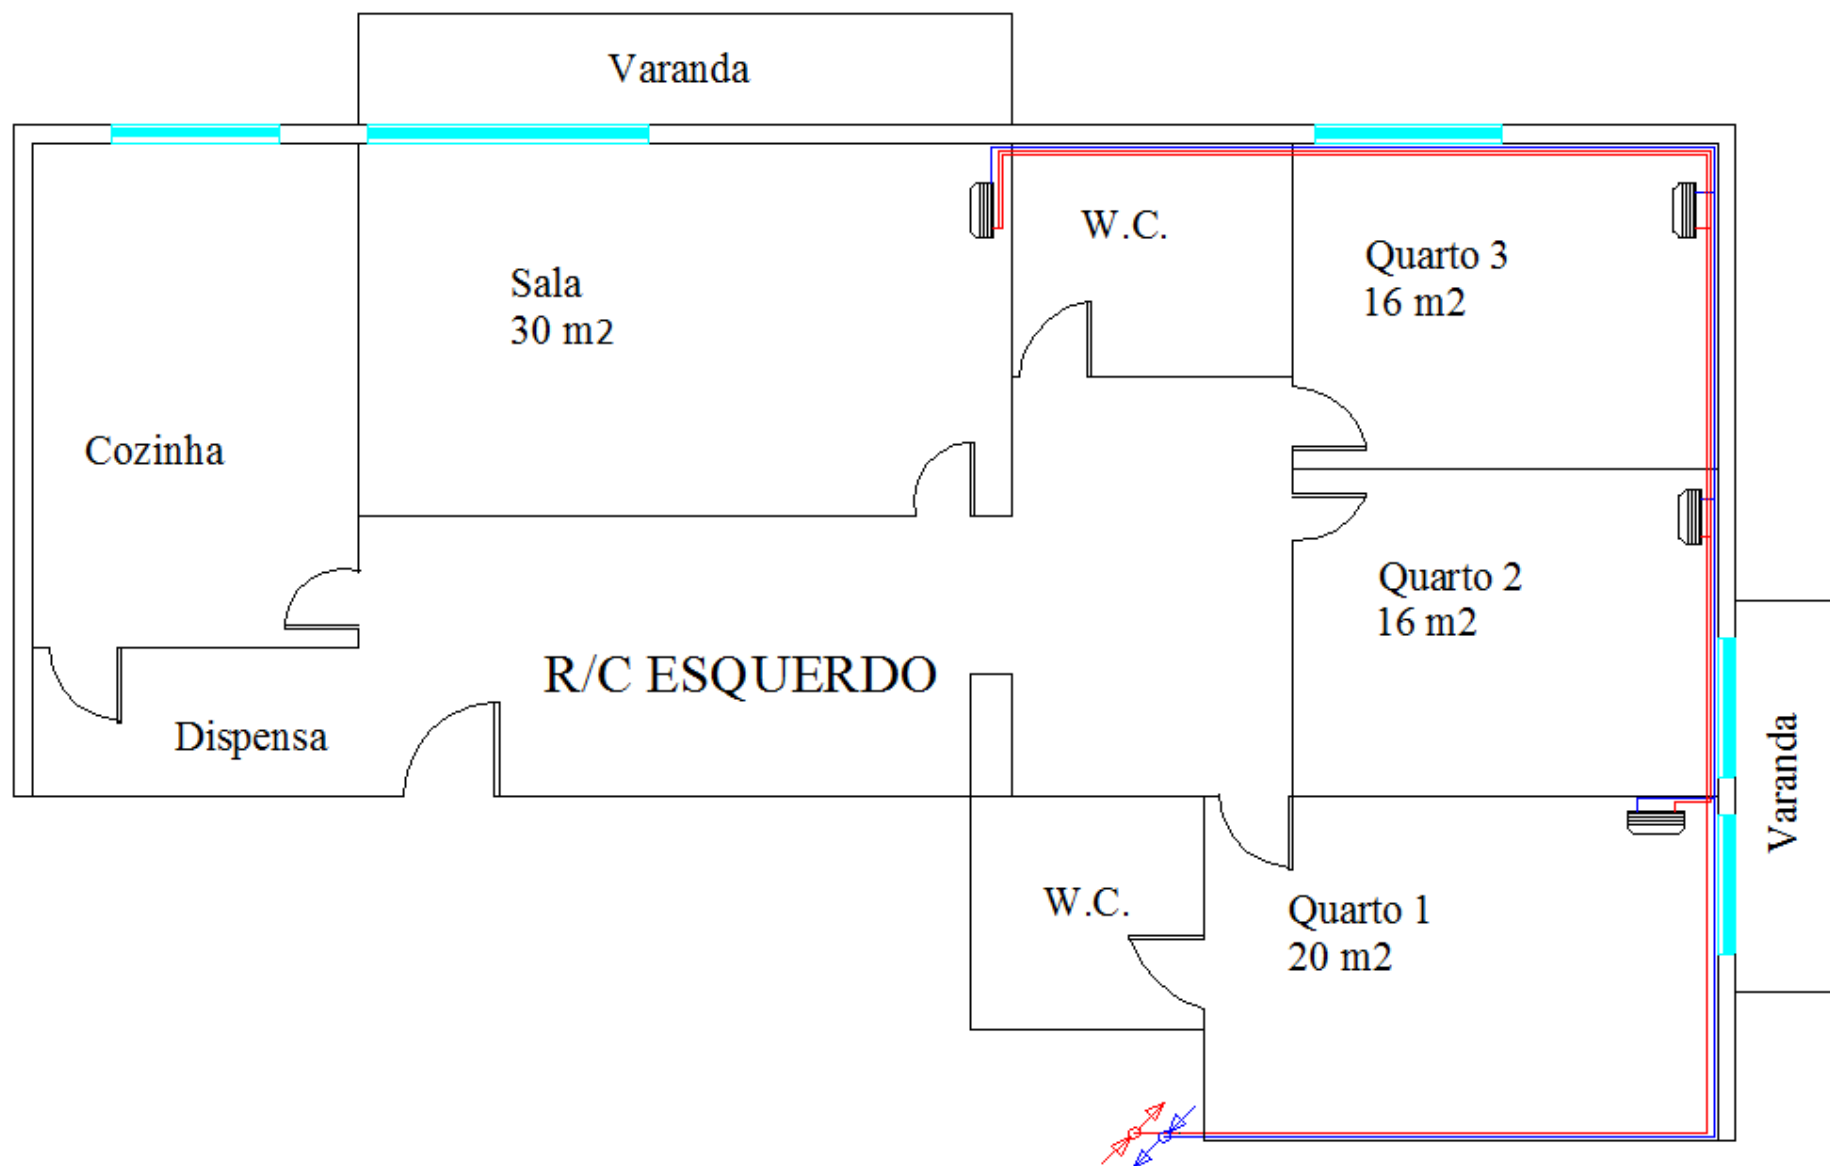 Varanda
W.C.
Quarto 3
16 m2
Sala
30 m2
Cozinha
Quarto 2
16 m2
R/C ESQUERDO
Dispensa
Varanda
W.C.
Quarto 1
20 m2